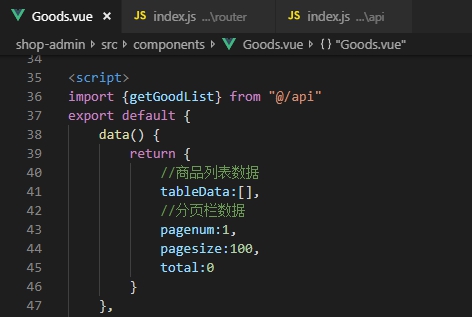 Goods.vue JS index.js ...\router JS index.js ...\api
shop-admin > src > components > Goods.vue > {} "Goods.vue"
34
35 <script>
36 import {getGoodList} from "@/api"
37 export default {
38 data() {
39 return {
40 //商品列表数据
41 tableData:[],
42 //分页栏数据
43 pagenum:1,
44 pagesize:100,
45 total:0
46 }
47 },